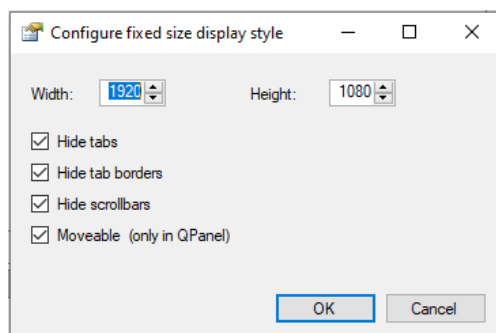 Configure fixed size display style
Width: 1920 Height: 1080
Hide tabs
Hide tab borders
Hide scrollbars
Moveable (only in QPanel)
OK Cancel